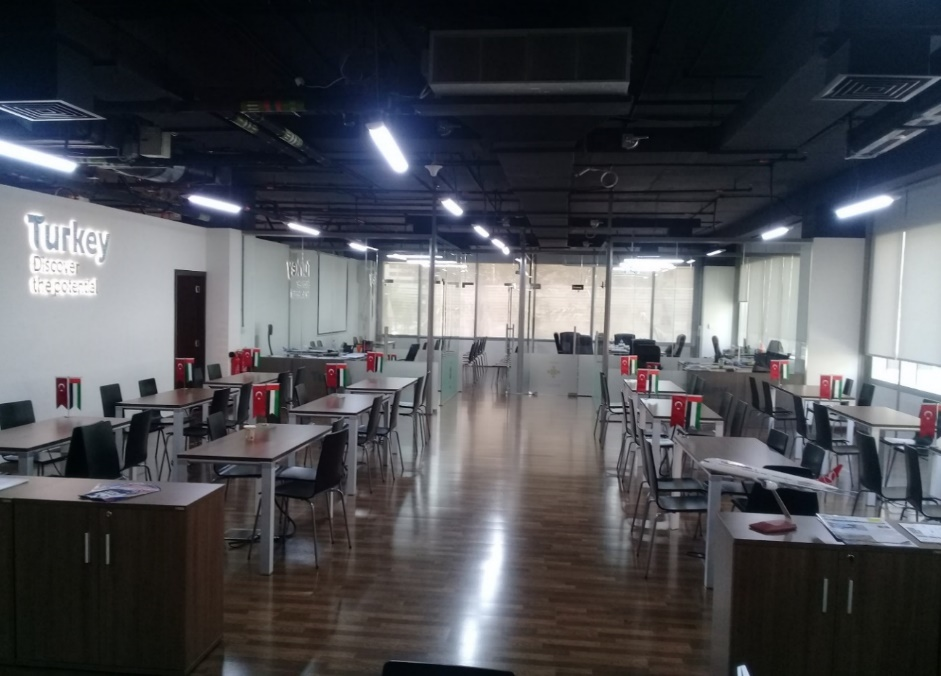 Turkey
Discover
the potential